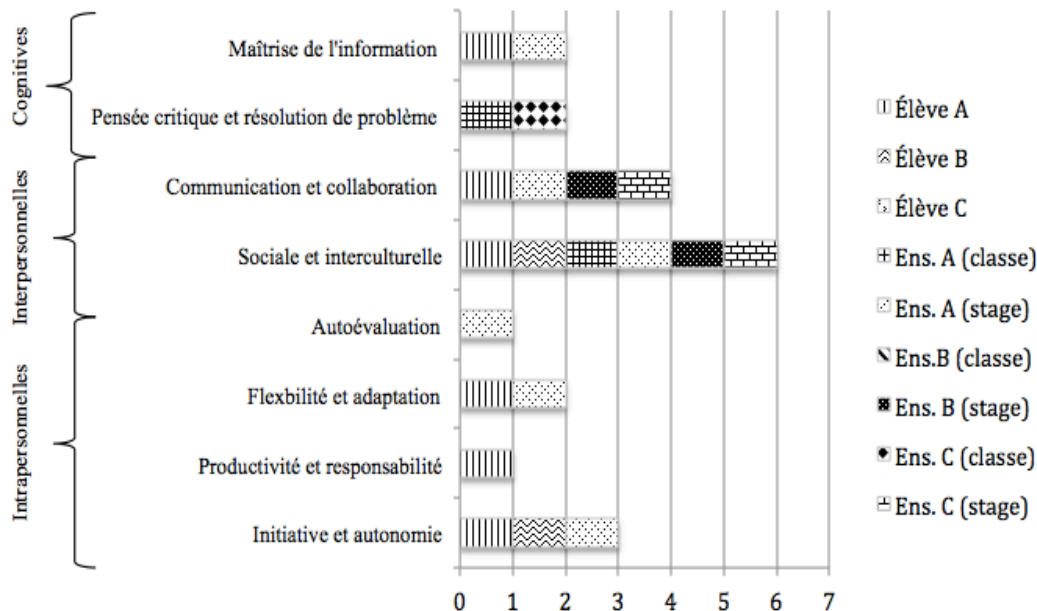 Cognitives
Maîtrise de l'information
Pensée critique et résolution de problème
Interpersonnelles
Communication et collaboration
Sociale et interculturelle
Intrapersonnelles
Autoévaluation
Flexbilité et adaptation
Productivité et responsabilité
Initiative et autonomie
0 1 2 3 4 5 6 7
Élève A
Élève B
Élève C
Ens. A (classe)
Ens. A (stage)
Ens.B (classe)
Ens. B (stage)
Ens. C (classe)
Ens. C (stage)